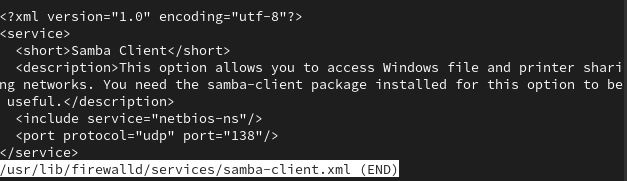 <?xml version="1.0" encoding="utf-8"?>
<service>
  <short>Samba Client</short>
  <description>This option allows you to access Windows file and printer shari
ng networks. You need the samba-client package installed for this option to be
 useful.</description>
  <include service="netbios-ns"/>
  <port protocol="udp" port="138"/>
</service>
/usr/lib/firewalld/services/samba-client.xml (END)